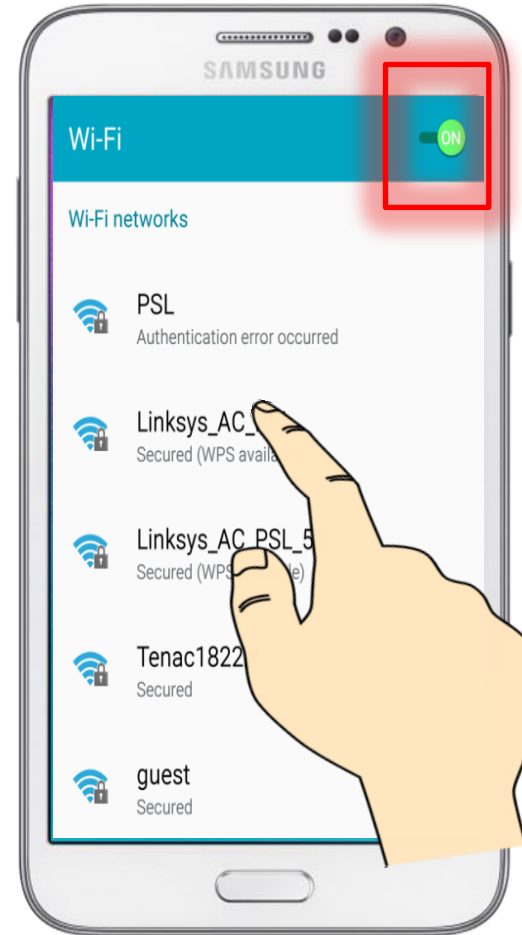 SAMSUNG
Wi-Fi
ON
Wi-Fi networks
PSL
Authentication error occurred
Linksys_AC_
Secured (WPS
Linksys_AC_PSL_5
Secured (WPS
Tenac1822
Secured
guest
Secured